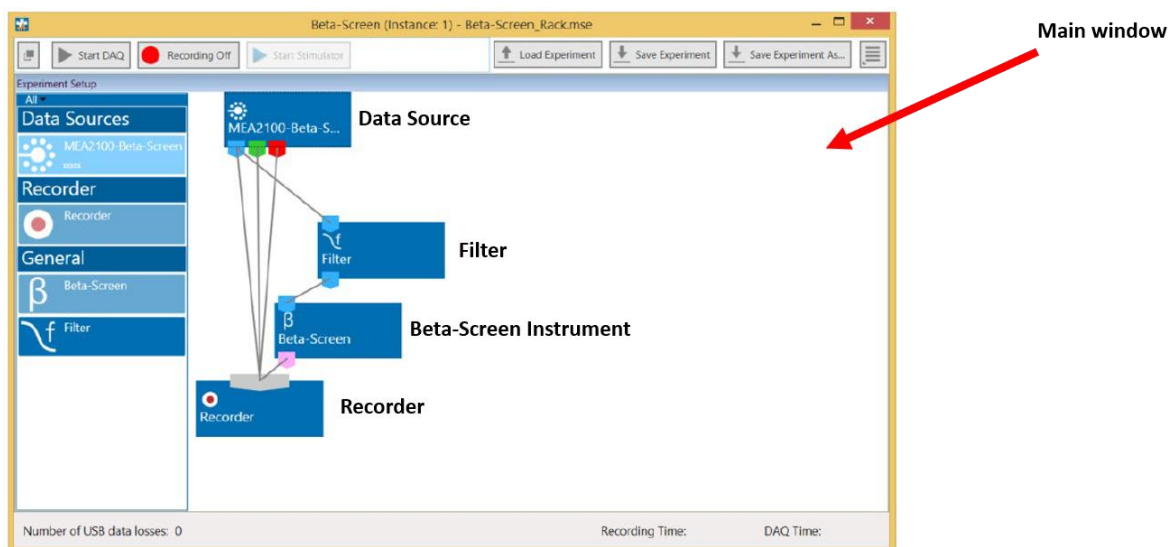 Beta-Screen (Instance: 1) - Beta-Screen_Rack.mse
Main window
Start DAQ
Recording Off
Start Stimulator
Load Experiment
Save Experiment
Save Experiment As...
Experiment Setup
All
Data Sources
MEA2100-Beta-Screen
Recorder
Recorder
General
β
Beta-Screen
f
Filter
MEA2100-Beta-S...
Data Source
f
Filter
Filter
β
Beta-Screen
Beta-Screen Instrument
Recorder
Recorder
Number of USB data losses: 0
Recording Time:
DAQ Time: